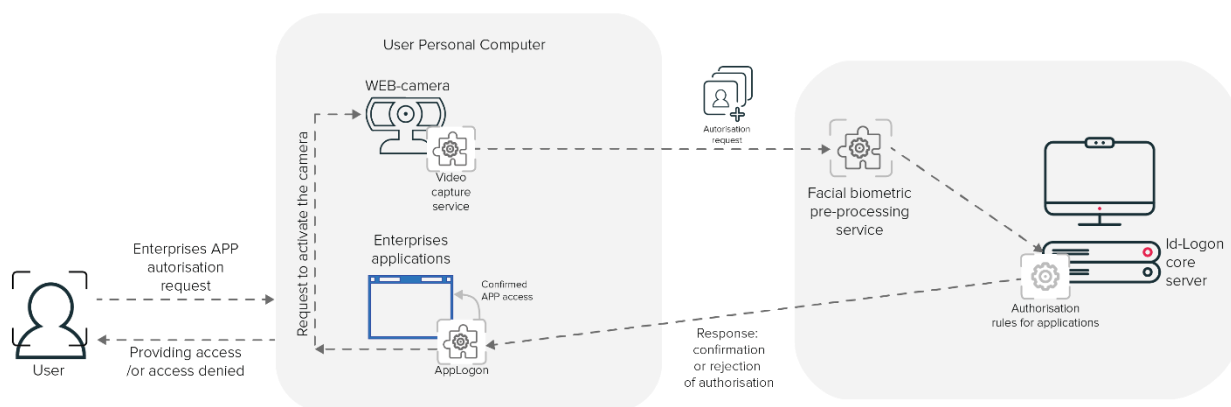 User Personal Computer
WEB-camera
Video
capture
service
Request to activate the camera
Enterprises
applications
Confirmed
APP access
AppLogon
Enterprises APP
autorisation
request
Providing access
/or access denied
User
Autorisation
request
Facial biometric
pre-processing
service
Id-Logon
core
server
Authorisation
rules for applications
Response:
confirmation
or rejection
of authorisation